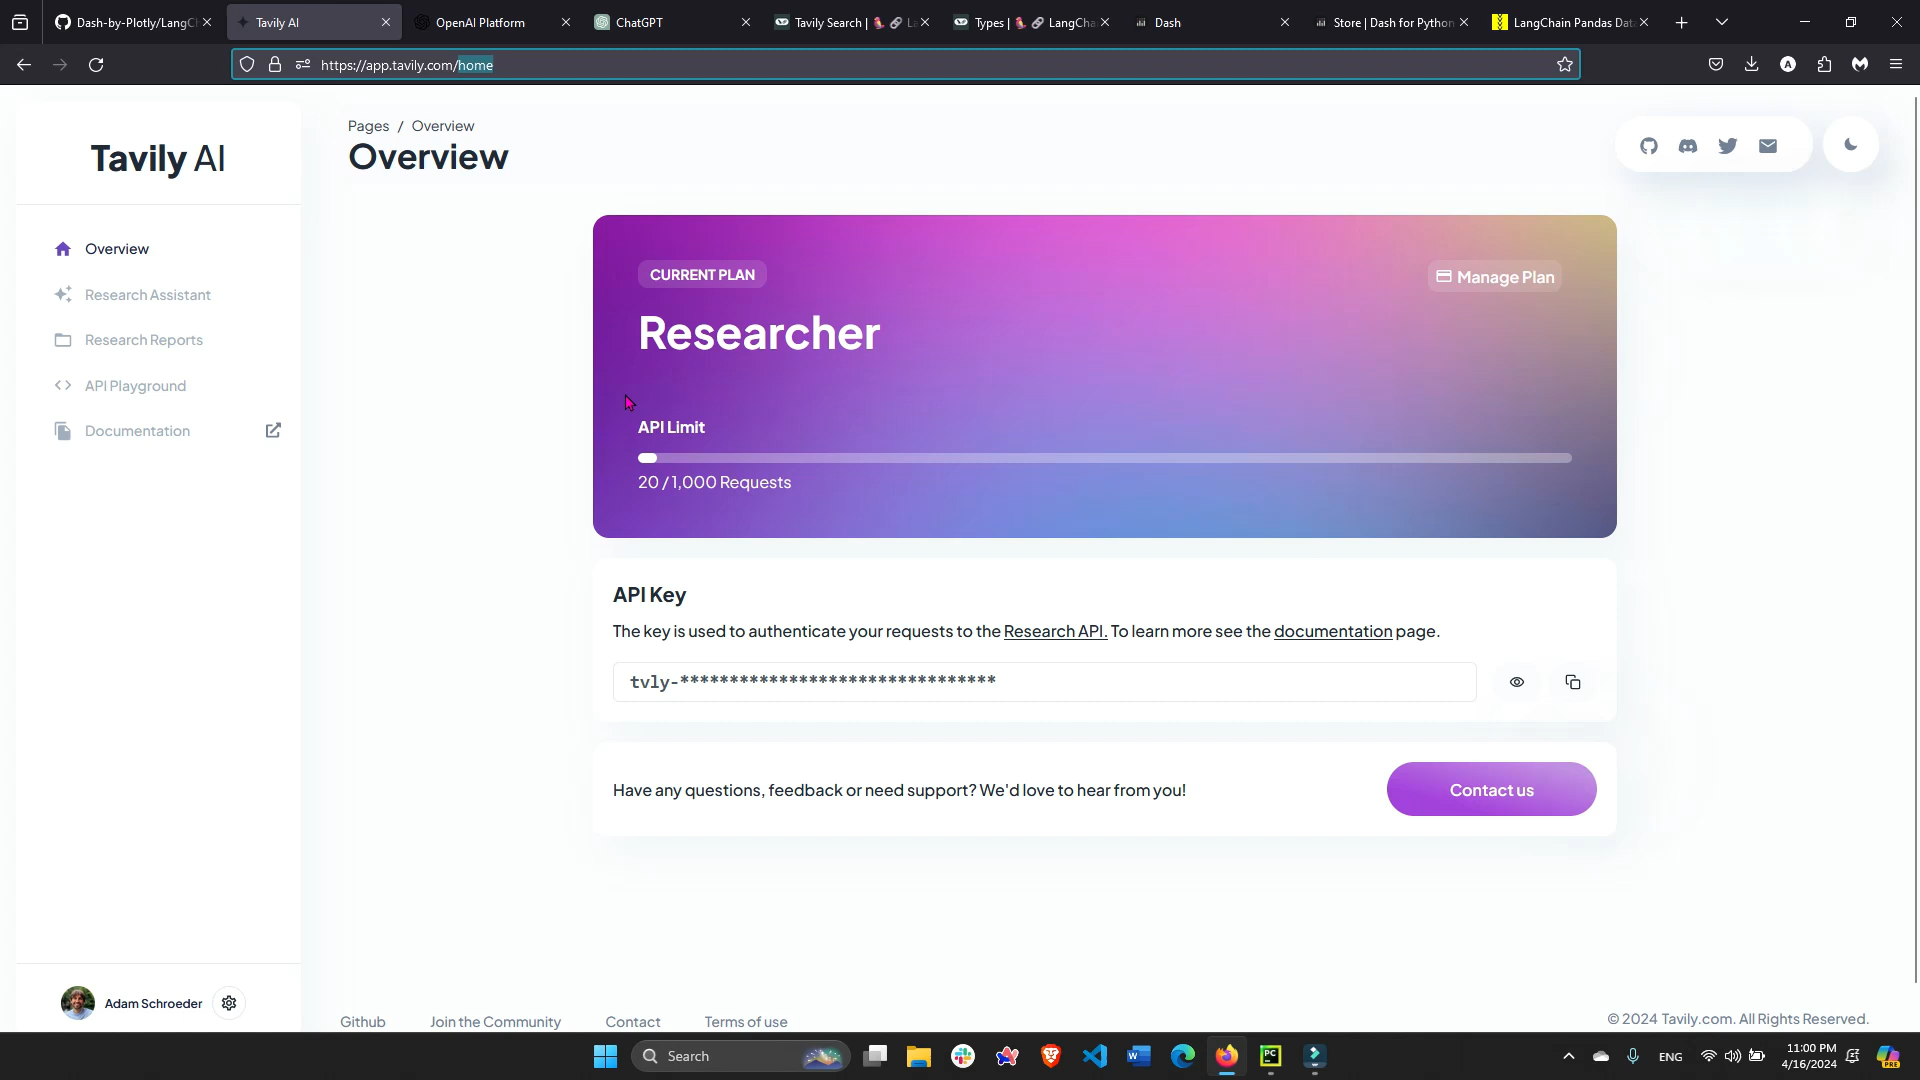 Dash-by-Plotly/LangCh
Tavily AI
OpenAI Platform
ChatGPT
Tavily Search | 🦜🔗 La
Types | 🦜🔗 LangCha
Dash
Store | Dash for Python
LangChain Pandas Dat
https://app.tavily.com/home
Tavily AI
Overview
Research Assistant
Research Reports
API Playground
Documentation
Adam Schroeder
Pages / Overview
Overview
CURRENT PLAN
Manage Plan
Researcher
API Limit
20 / 1,000 Requests
API Key
The key is used to authenticate your requests to the Research API. To learn more see the documentation page.
tvly-********************************
Have any questions, feedback or need support? We'd love to hear from you!
Contact us
Github
Join the Community
Contact
Terms of use
© 2024 Tavily.com. All Rights Reserved.
Search
PC
ENG
11:00 PM
4/16/2024
PRE